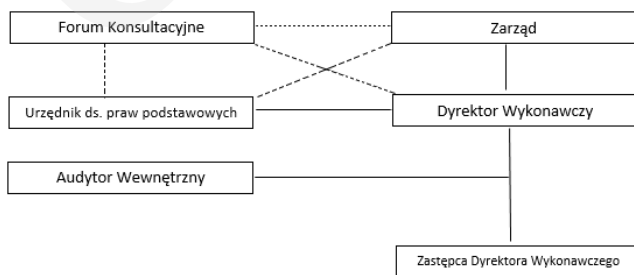 Forum Konsultacyjne
Zarząd
Urzędnik ds. praw podstawowych
Dyrektor Wykonawczy
Audytor Wewnętrzny
Zastępca Dyrektora Wykonawczego